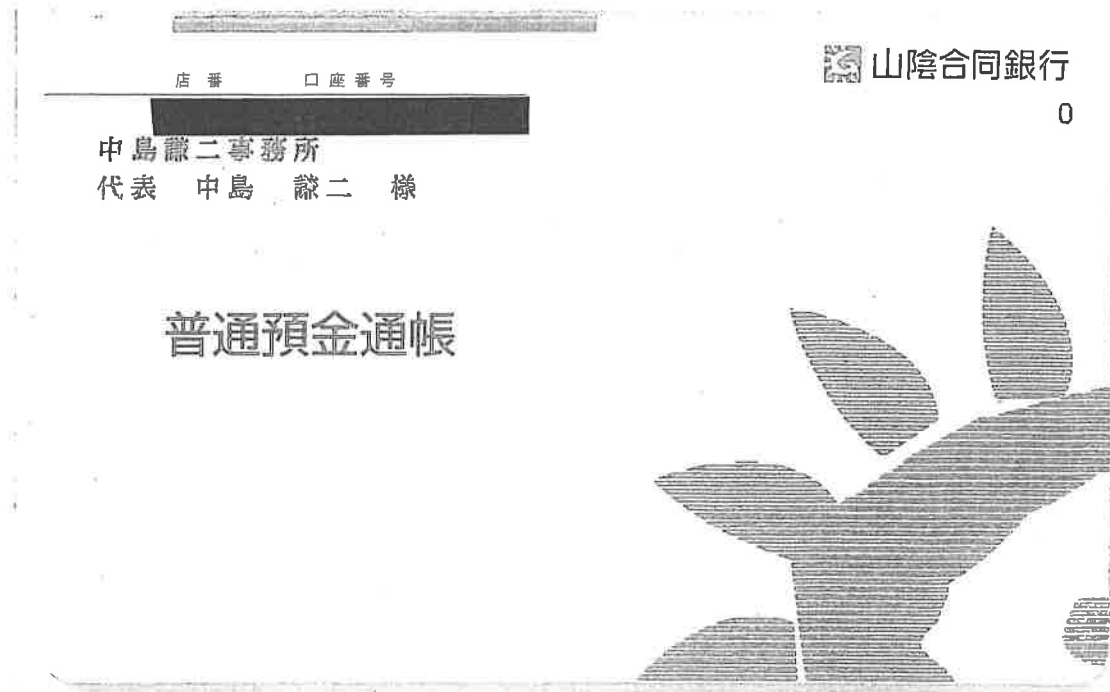 店番 口座番号
山陰合同銀行
0
中島謙二事務所
代表 中島 謙二 様
普通預金通帳